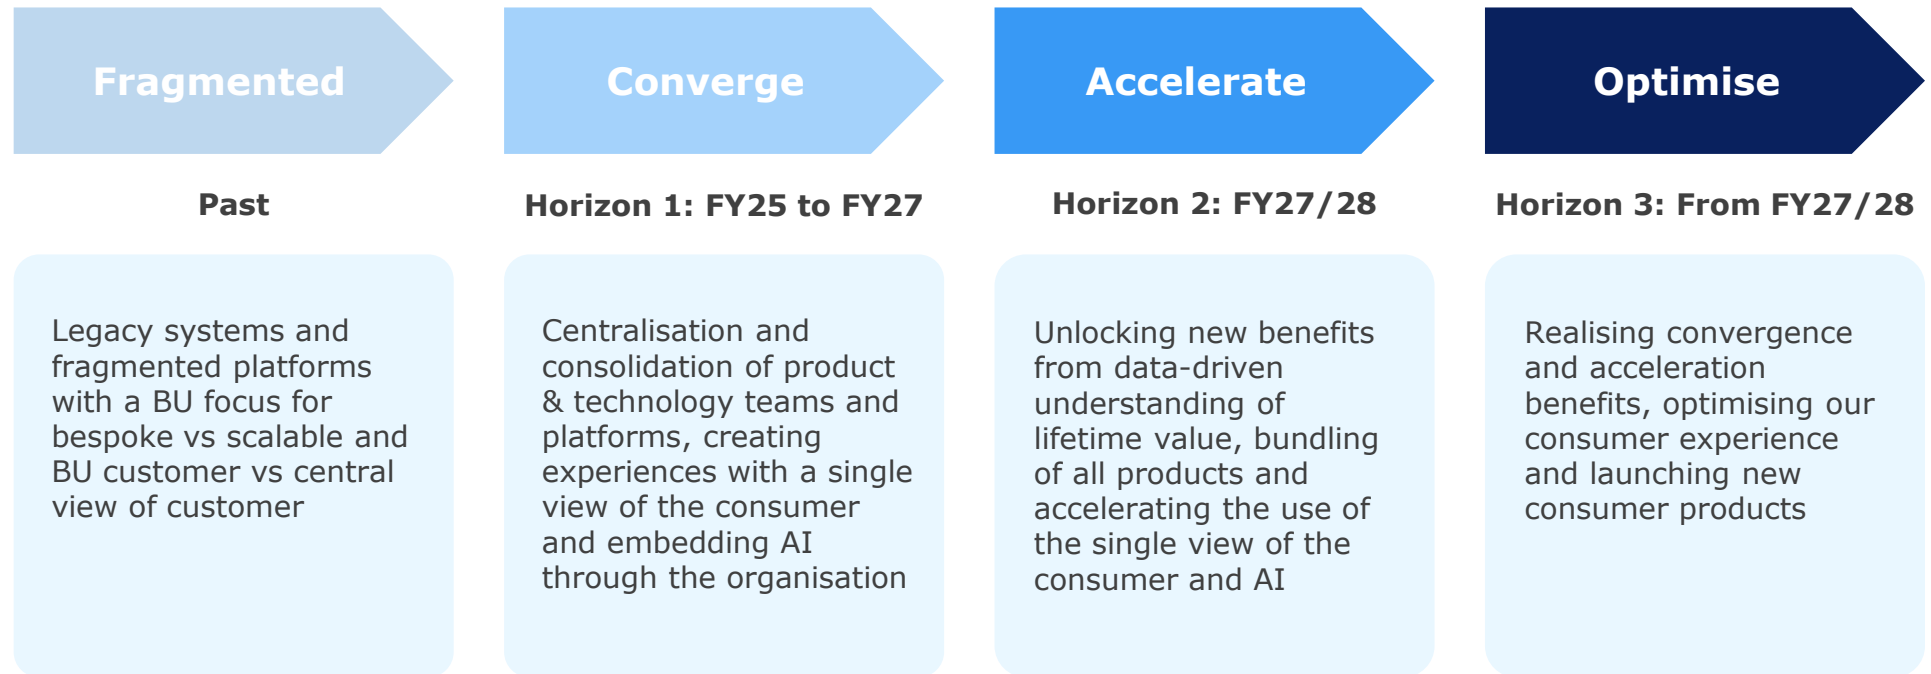 Fragmented
Past
Legacy systems and
fragmented platforms
with a BU focus for
bespoke vs scalable and
BU customer vs central
view of customer
Converge
Horizon 1: FY25 to FY27
Centralisation and
consolidation of product
& technology teams and
platforms, creating
experiences with a single
view of the consumer
and embedding AI
through the organisation
Accelerate
Horizon 2: FY27/28
Unlocking new benefits
from data-driven
understanding of
lifetime value, bundling
of all products and
accelerating the use of
the single view of the
consumer and AI
Optimise
Horizon 3: From FY27/28
Realising convergence
and acceleration
benefits, optimising our
consumer experience
and launching new
consumer products